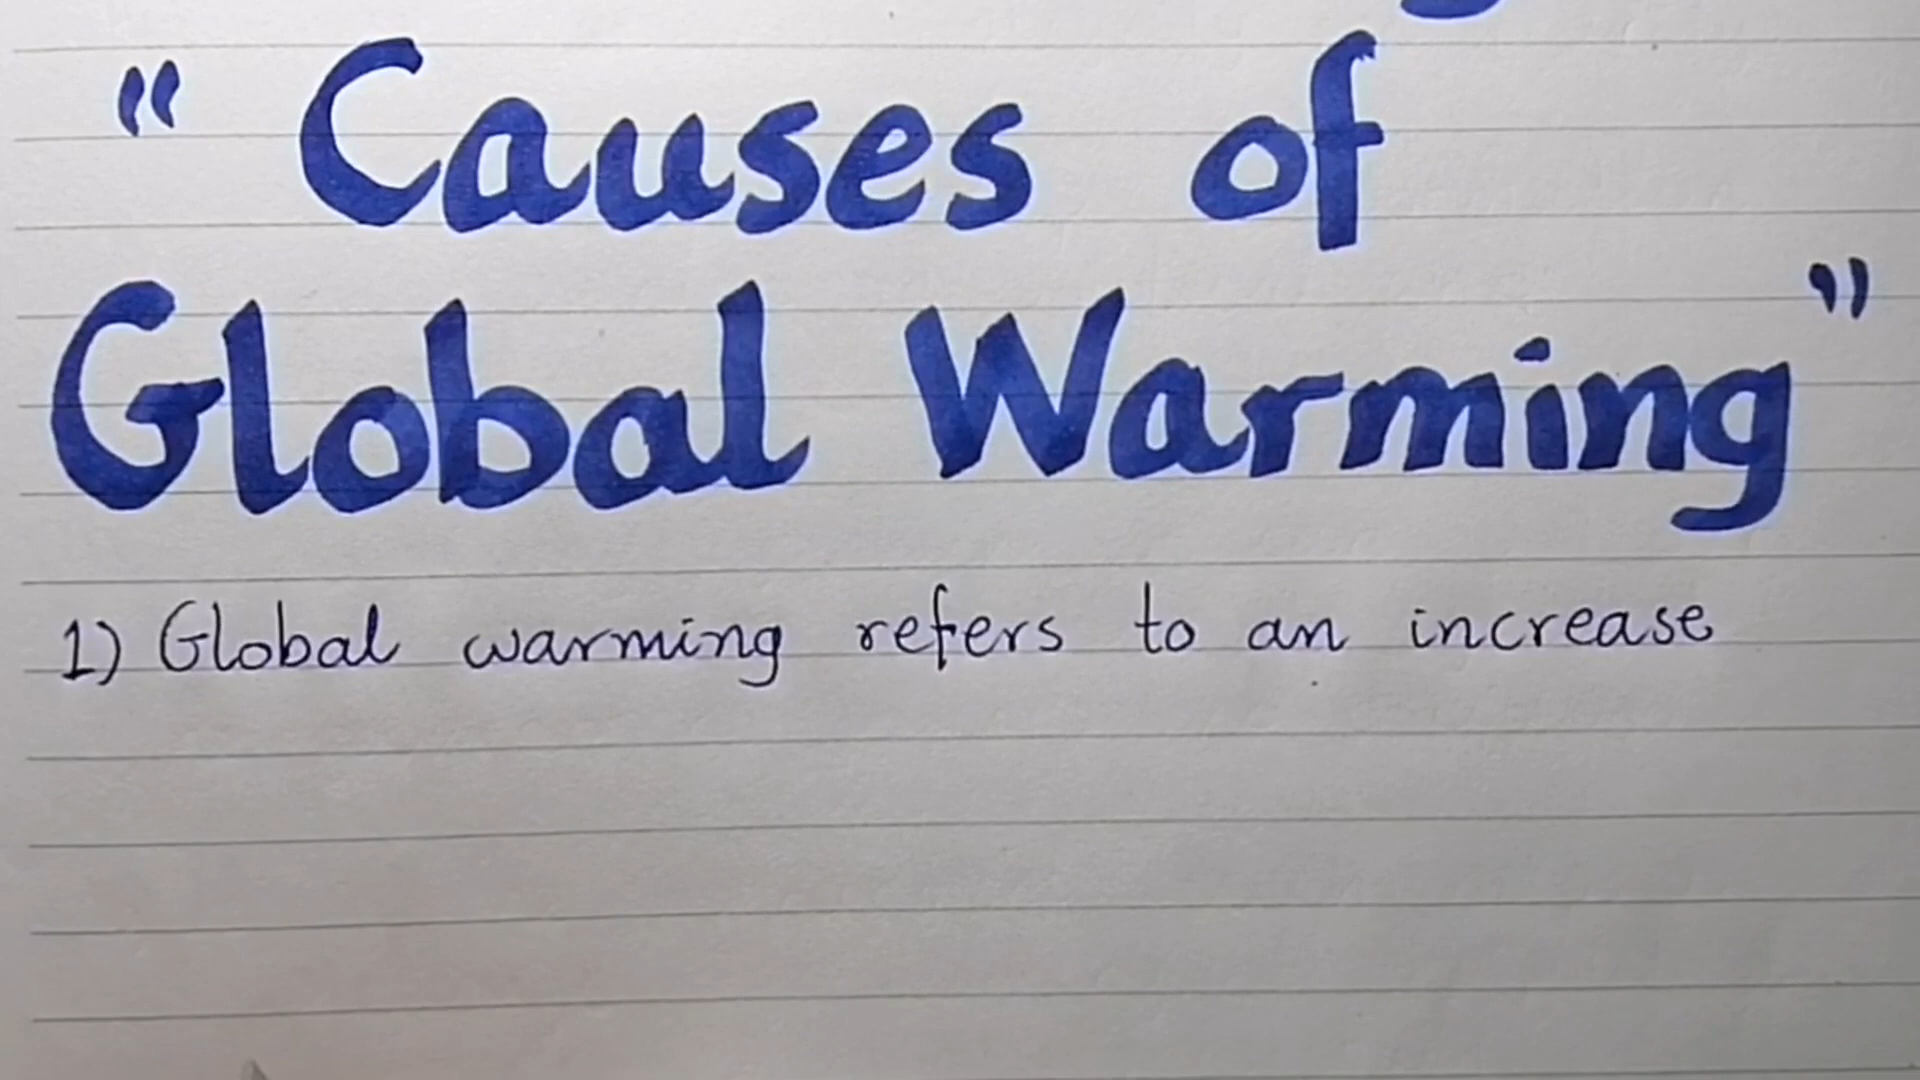 “ Causes of
Global Warming ”
1) Global warming refers to an increase